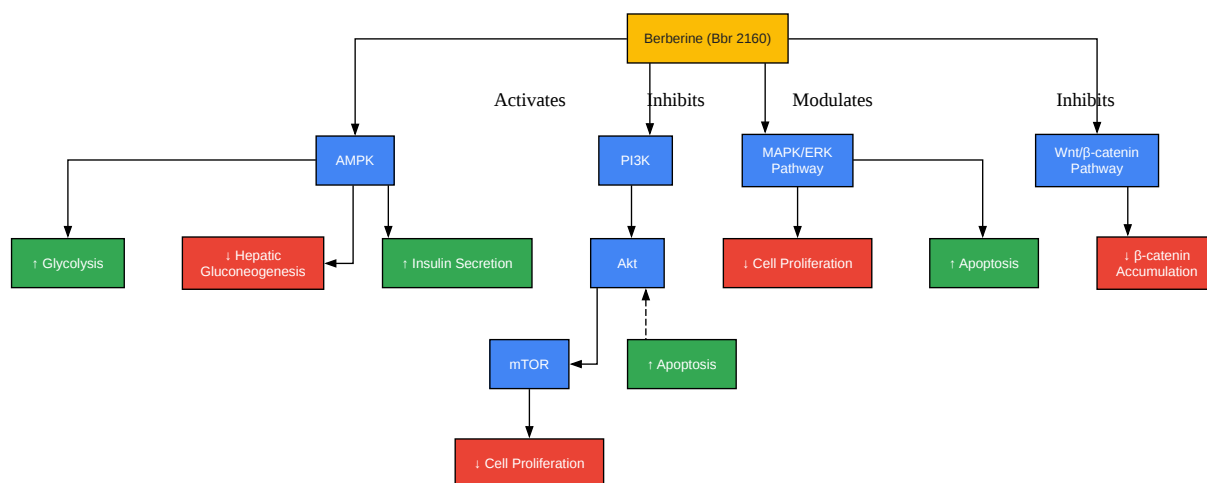 Berberine (Bbr 2160)
Activates
Inhibits
Modulates
Inhibits
AMPK
PI3K
MAPK/ERK
Pathway
Wnt/β-catenin
Pathway
↑ Glycolysis
↓ Hepatic
Gluconeogenesis
↑ Insulin Secretion
Akt
↓ Cell Proliferation
↑ Apoptosis
↓ β-catenin
Accumulation
mTOR
↑ Apoptosis
↓ Cell Proliferation